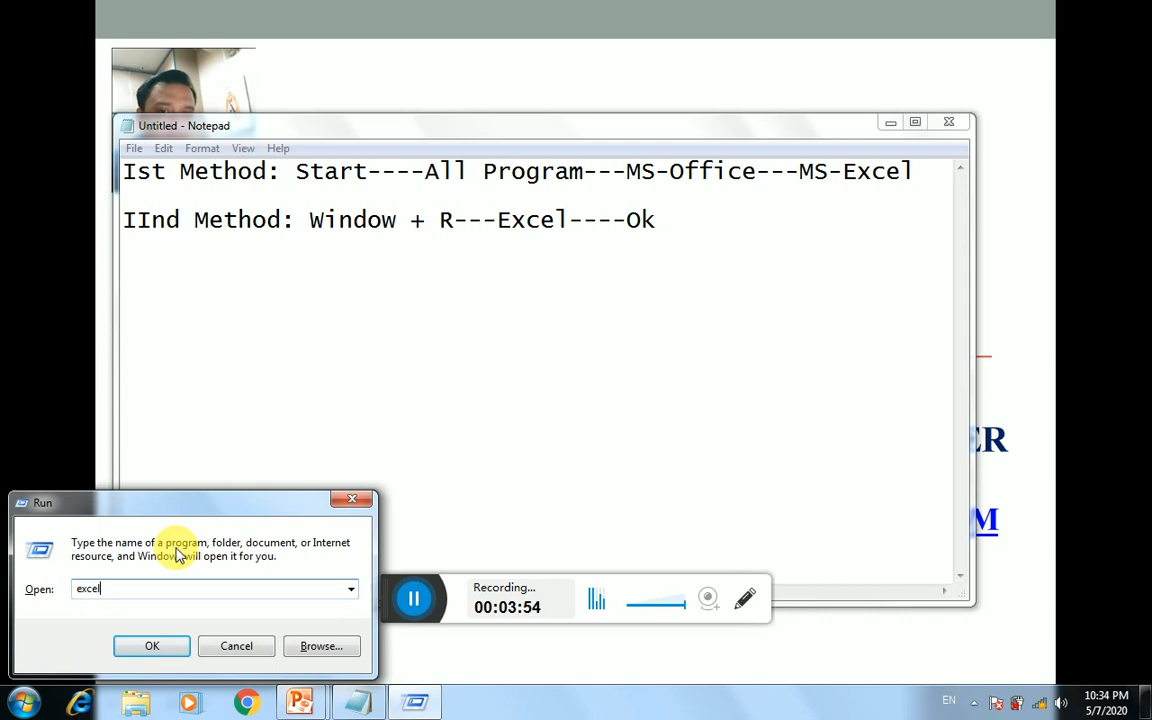 Untitled - Notepad
File Edit Format View Help
Ist Method: Start----All Program---MS-Office---MS-Excel
IInd Method: Window + R---Excel----Ok
ER
M
Run
Type the name of a program, folder, document, or Internet
resource, and Windows will open it for you.
Open: excel
OK Cancel Browse...
Recording...
00:03:54
EN
10:34 PM
5/7/2020